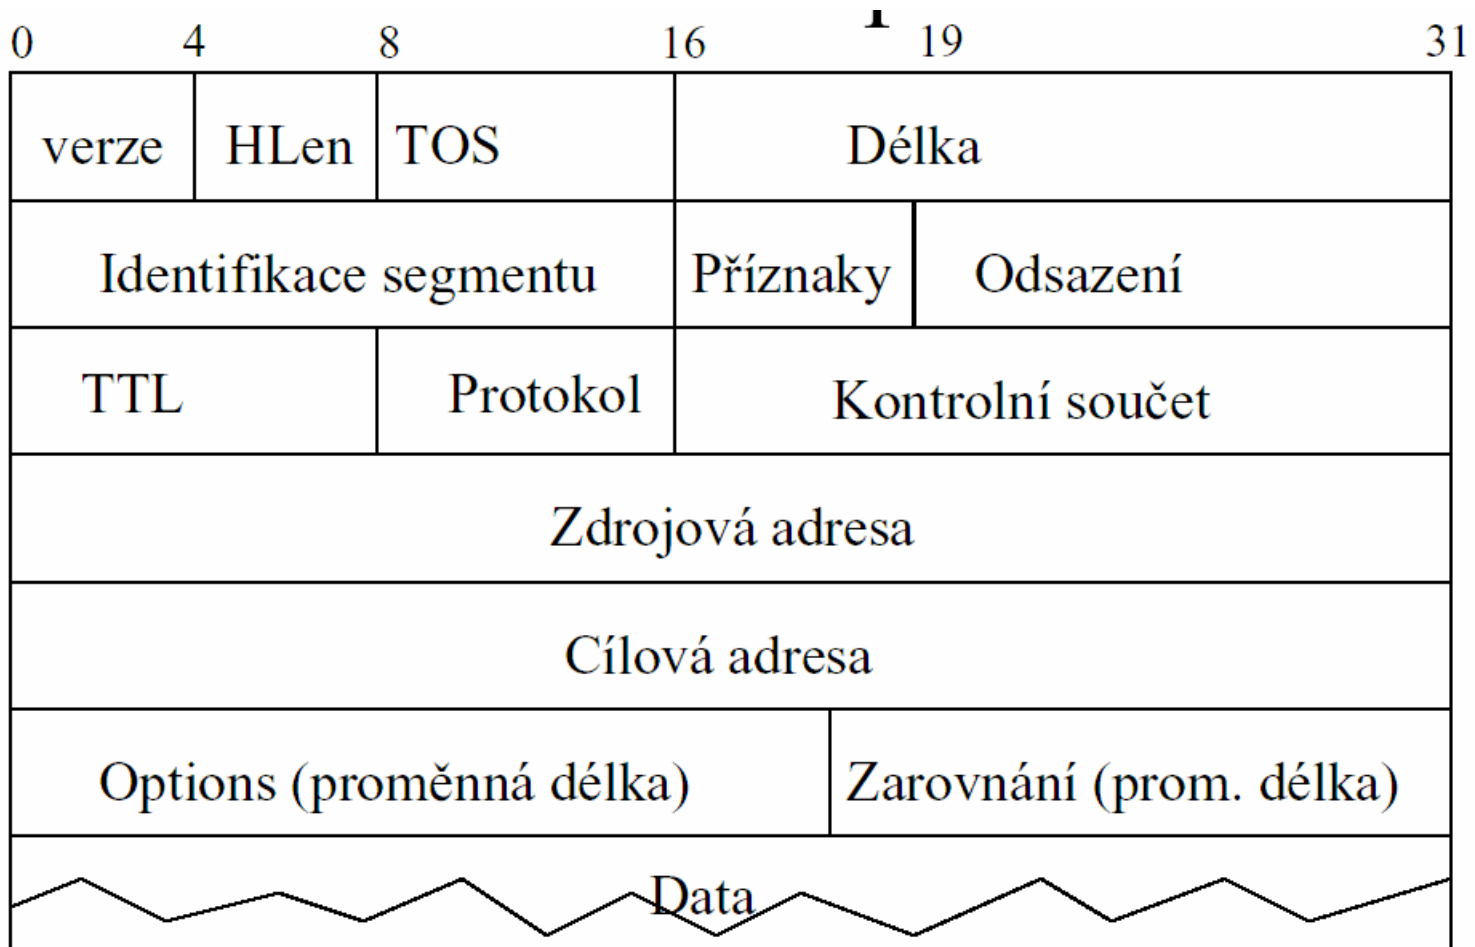 0 4 8 16 19 31
verze HLen TOS Délka
Identifikace segmentu Příznaky Odsazení
TTL Protokol Kontrolní součet
Zdrojová adresa
Cílová adresa
Options (proměnná délka) Zarovnání (prom. délka)
Data